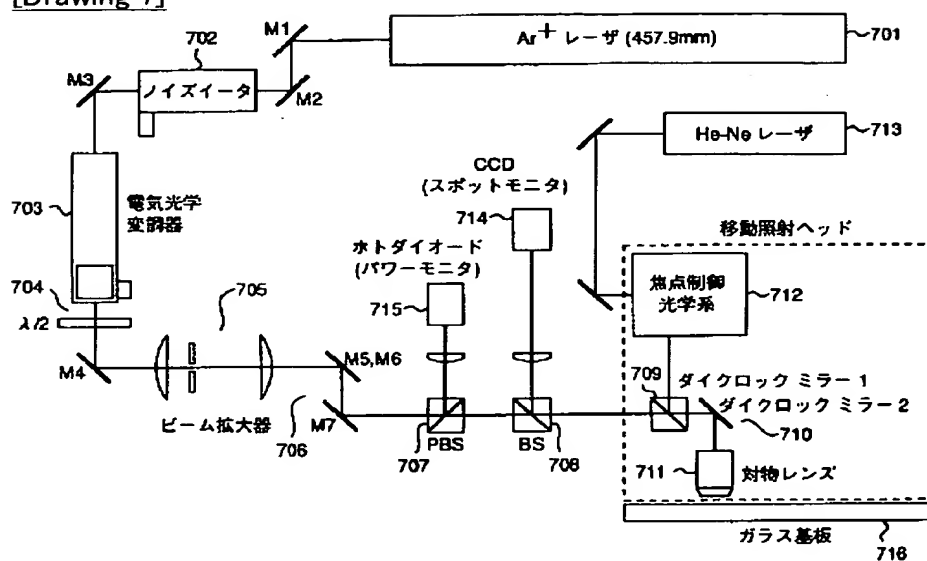 [Drawing 7]
Ar+ レーザ (457.9mm)
701
M1
702
M2
M3
ノイズイータ
He-Ne レーザ
713
CCD
(スポットモニタ)
714
703
電気光学
変調器
移動照射ヘッド
ホトダイオード
(パワーモニタ)
焦点制御
光学系
712
704
λ/2
705
715
M4
M5,M6
709
ダイクロック ミラー 1
ダイクロック ミラー 2
ビーム拡大器
706
M7
707
PBS
BS
708
710
711
対物レンズ
ガラス基板
716